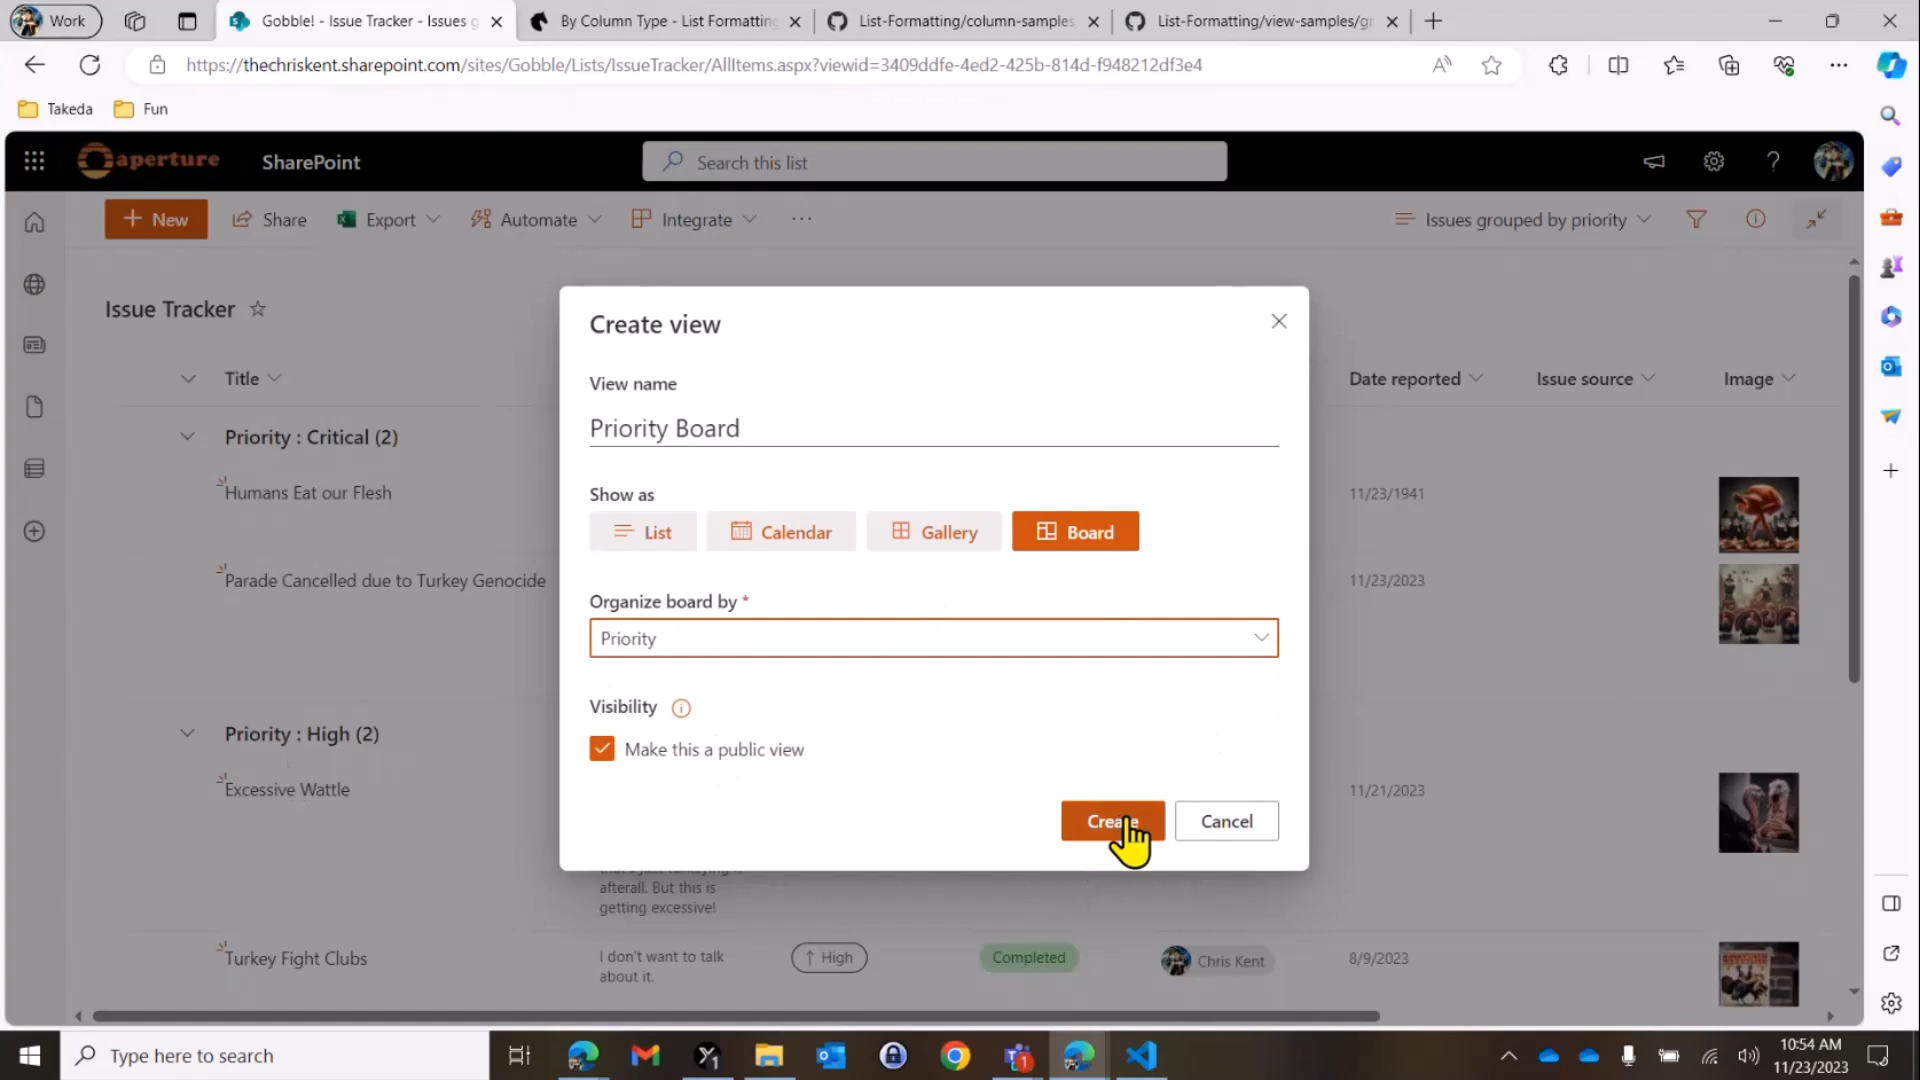 Work
Gobble! - Issue Tracker - Issues g
By Column Type - List Formatting
List-Formatting/column-samples
List-Formatting/view-samples/gr
https://thechriskent.sharepoint.com/sites/Gobble/Lists/IssueTracker/AllItems.aspx?viewid=3409ddfe-4ed2-425b-814d-f948212df3e4
Takeda
Fun
aperture
SharePoint
Search this list
New
Share
Export
Automate
Integrate
Issues grouped by priority
Issue Tracker
Title
Date reported
Issue source
Image
Priority : Critical (2)
Humans Eat our Flesh
11/23/1941
Parade Cancelled due to Turkey Genocide
11/23/2023
Priority : High (2)
Excessive Wattle
11/21/2023
afterall. But this is
getting excessive!
Turkey Fight Clubs
I don't want to talk
about it.
High
Completed
Chris Kent
8/9/2023
Create view
View name
Priority Board
Show as
List
Calendar
Gallery
Board
Organize board by *
Priority
Visibility
Make this a public view
Create
Cancel
Type here to search
1
10:54 AM
11/23/2023